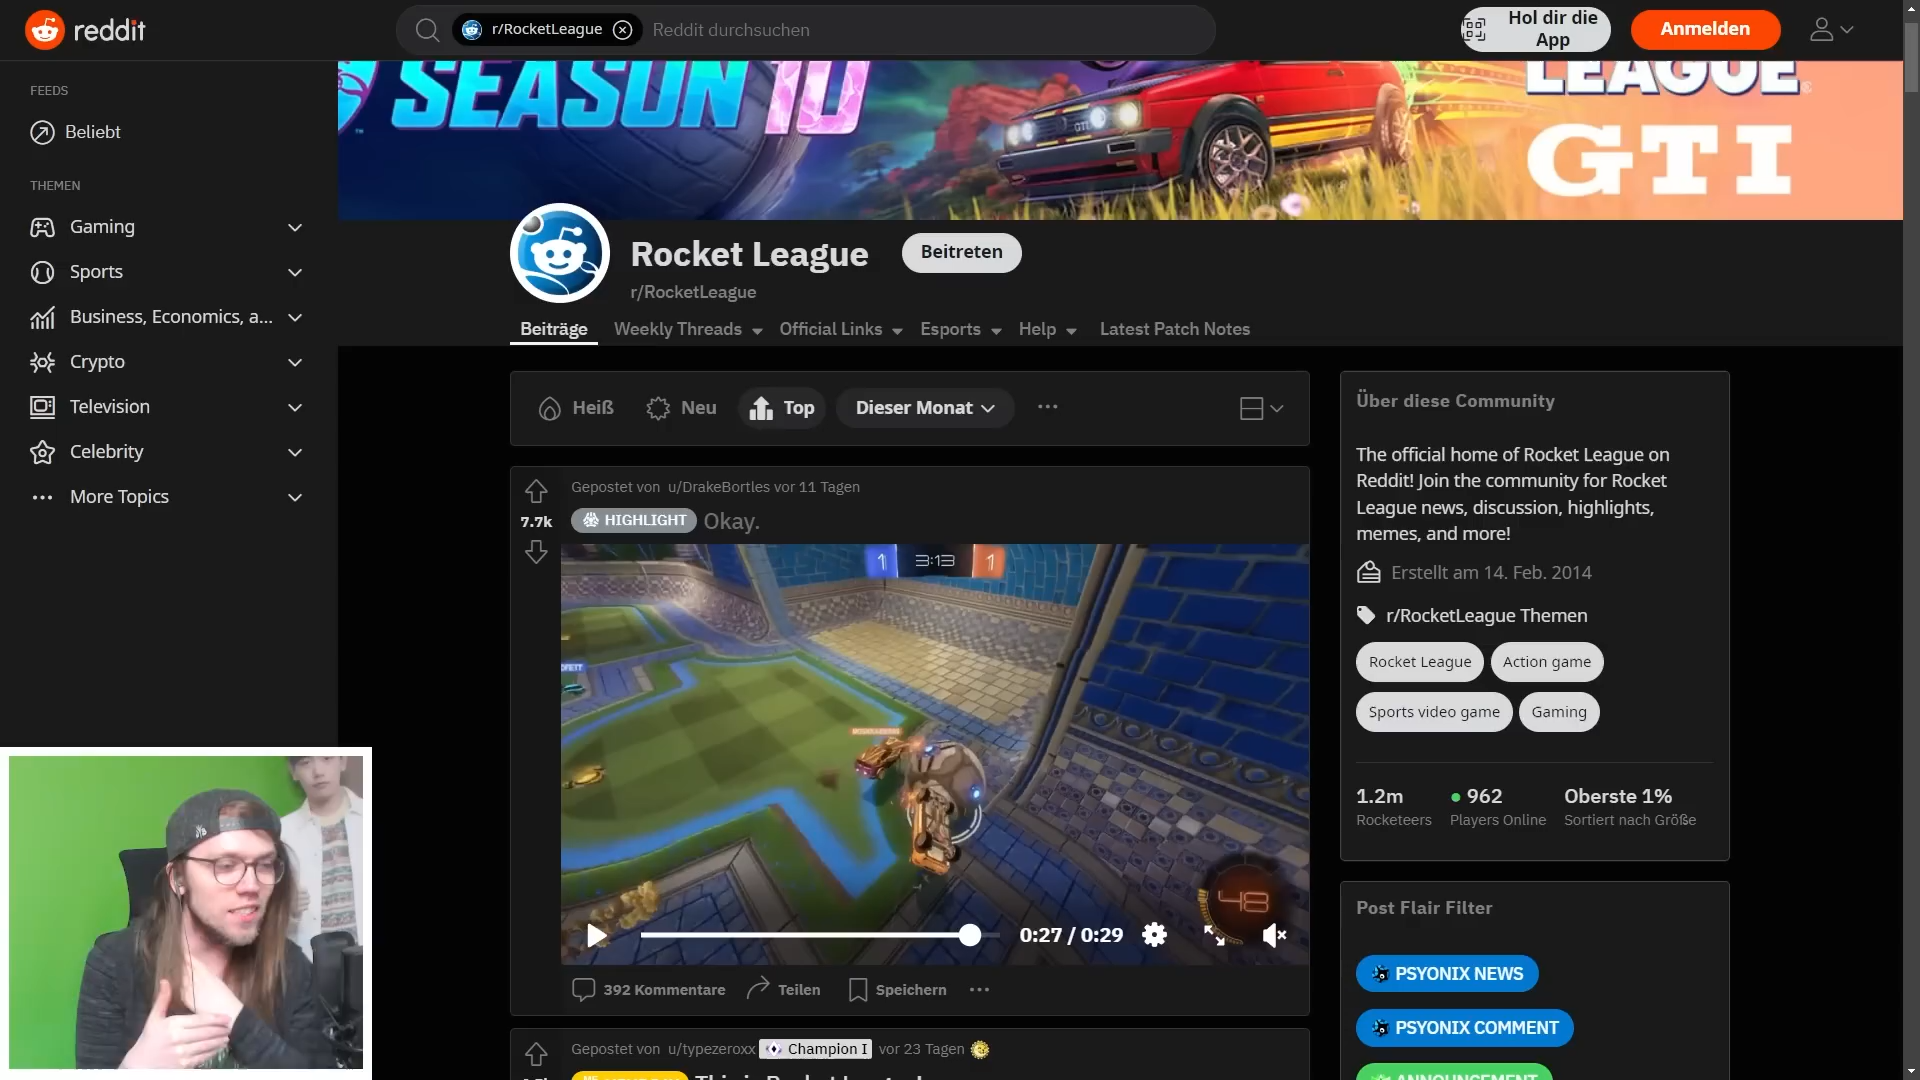 reddit
r/RocketLeague
Reddit durchsuchen
Hol dir die
App
Anmelden
FEEDS
Beliebt
THEMEN
Gaming
Sports
Business, Economics, a...
Crypto
Television
Celebrity
More Topics
SEASON 10
LEAGUE
GTI
Rocket League
Beitreten
r/RocketLeague
Beiträge
Weekly Threads
Official Links
Esports
Help
Latest Patch Notes
Heiß
Neu
Top
Dieser Monat
Gepostet von u/DrakeBortles vor 11 Tagen
7.7k
HIGHLIGHT Okay.
1 3:13 1
48
0:27 / 0:29
392 Kommentare
Teilen
Speichern
Gepostet von u/typezeroxx Champion I vor 23 Tagen
Über diese Community
The official home of Rocket League on
Reddit! Join the community for Rocket
League news, discussion, highlights,
memes, and more!
Erstellt am 14. Feb. 2014
r/RocketLeague Themen
Rocket League
Action game
Sports video game
Gaming
1.2m
962
Oberste 1%
Rocketeers
Players Online
Sortiert nach Größe
Post Flair Filter
PSYONIX NEWS
PSYONIX COMMENT
ANNOUNCEMENT